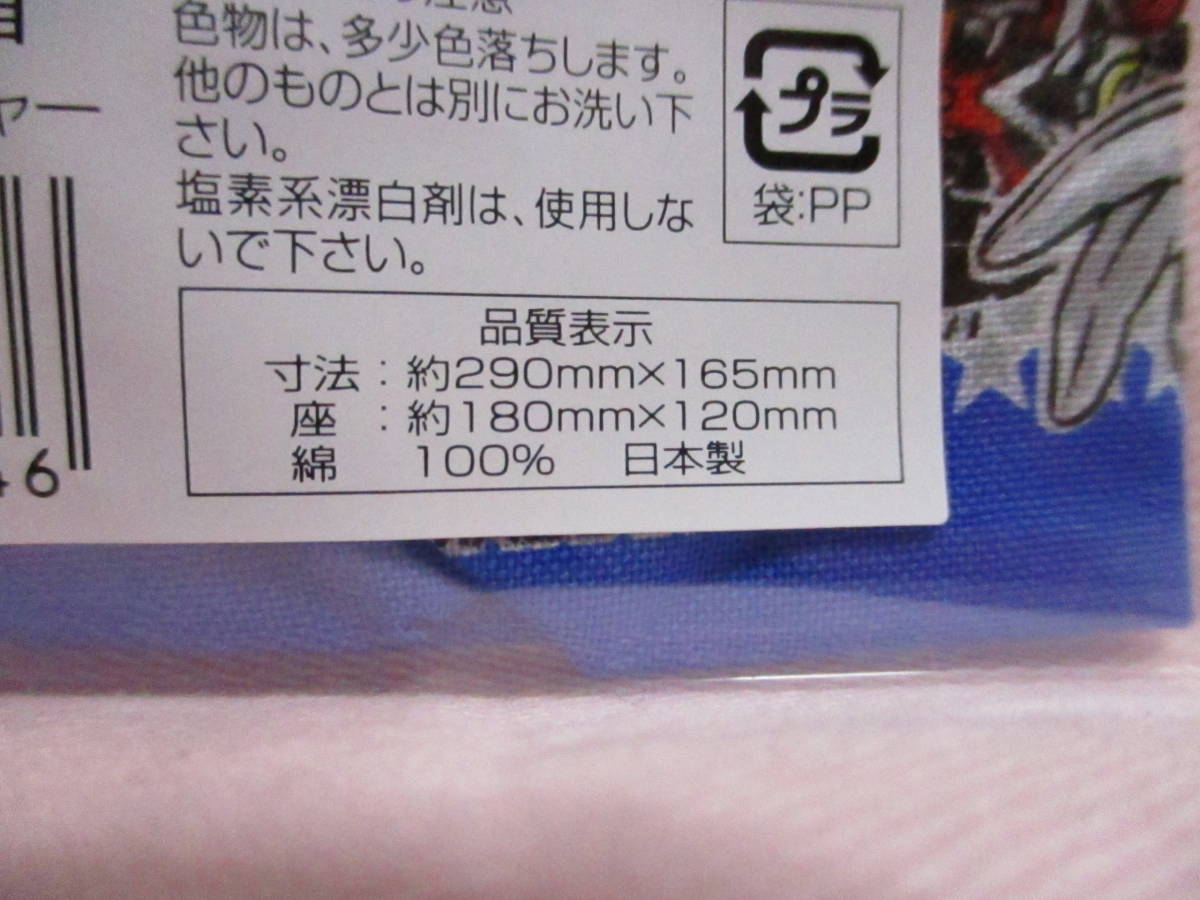 色物は、多少色落ちします。
他のものとは別にお洗い下
さい。
塩素系漂白剤は、使用しな
いで下さい。
プラ
袋:PP
品質表示
寸法：約290mm×165mm
座　：約180mm×120mm
綿　100%　日本製
ャー
46